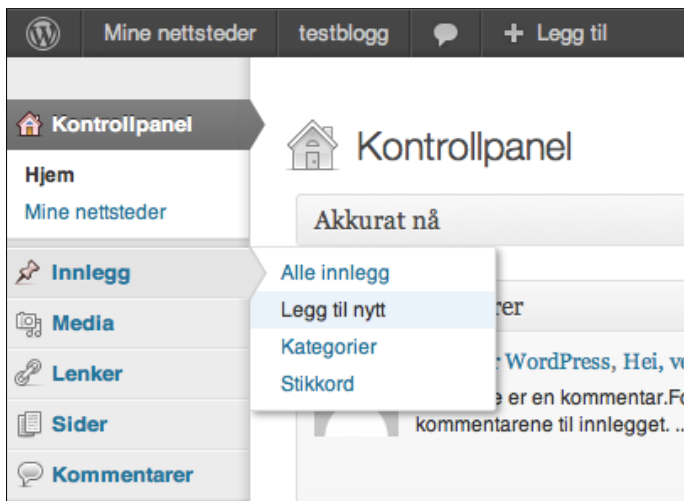 Mine nettsteder testblogg + Legg til
Kontrollpanel
Kontrollpanel
Hjem
Mine nettsteder
Akkurat nå
Innlegg
Alle innlegg
Legg til nytt
Kategorier
Stikkord
Media
Lenker
Sider
Kommentarer
WordPress, Hei, 
er en kommentar.
kommentarene til innlegget. ..